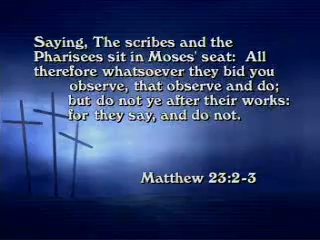 Saying, The scribes and the
Pharisees sit in Moses' seat:  All
therefore whatsoever they bid you
observe, that observe and do;
but do not ye after their works:
for they say, and do not.
Matthew 23:2-3